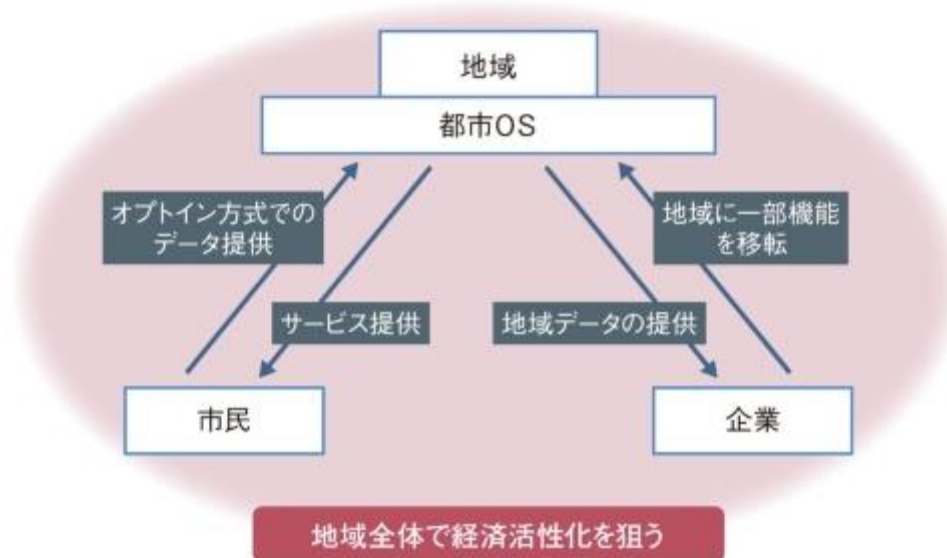 地域
都市OS
オプトイン方式での
データ提供
地域に一部機能
を移転
サービス提供
地域データの提供
市民
企業
地域全体で経済活性化を狙う